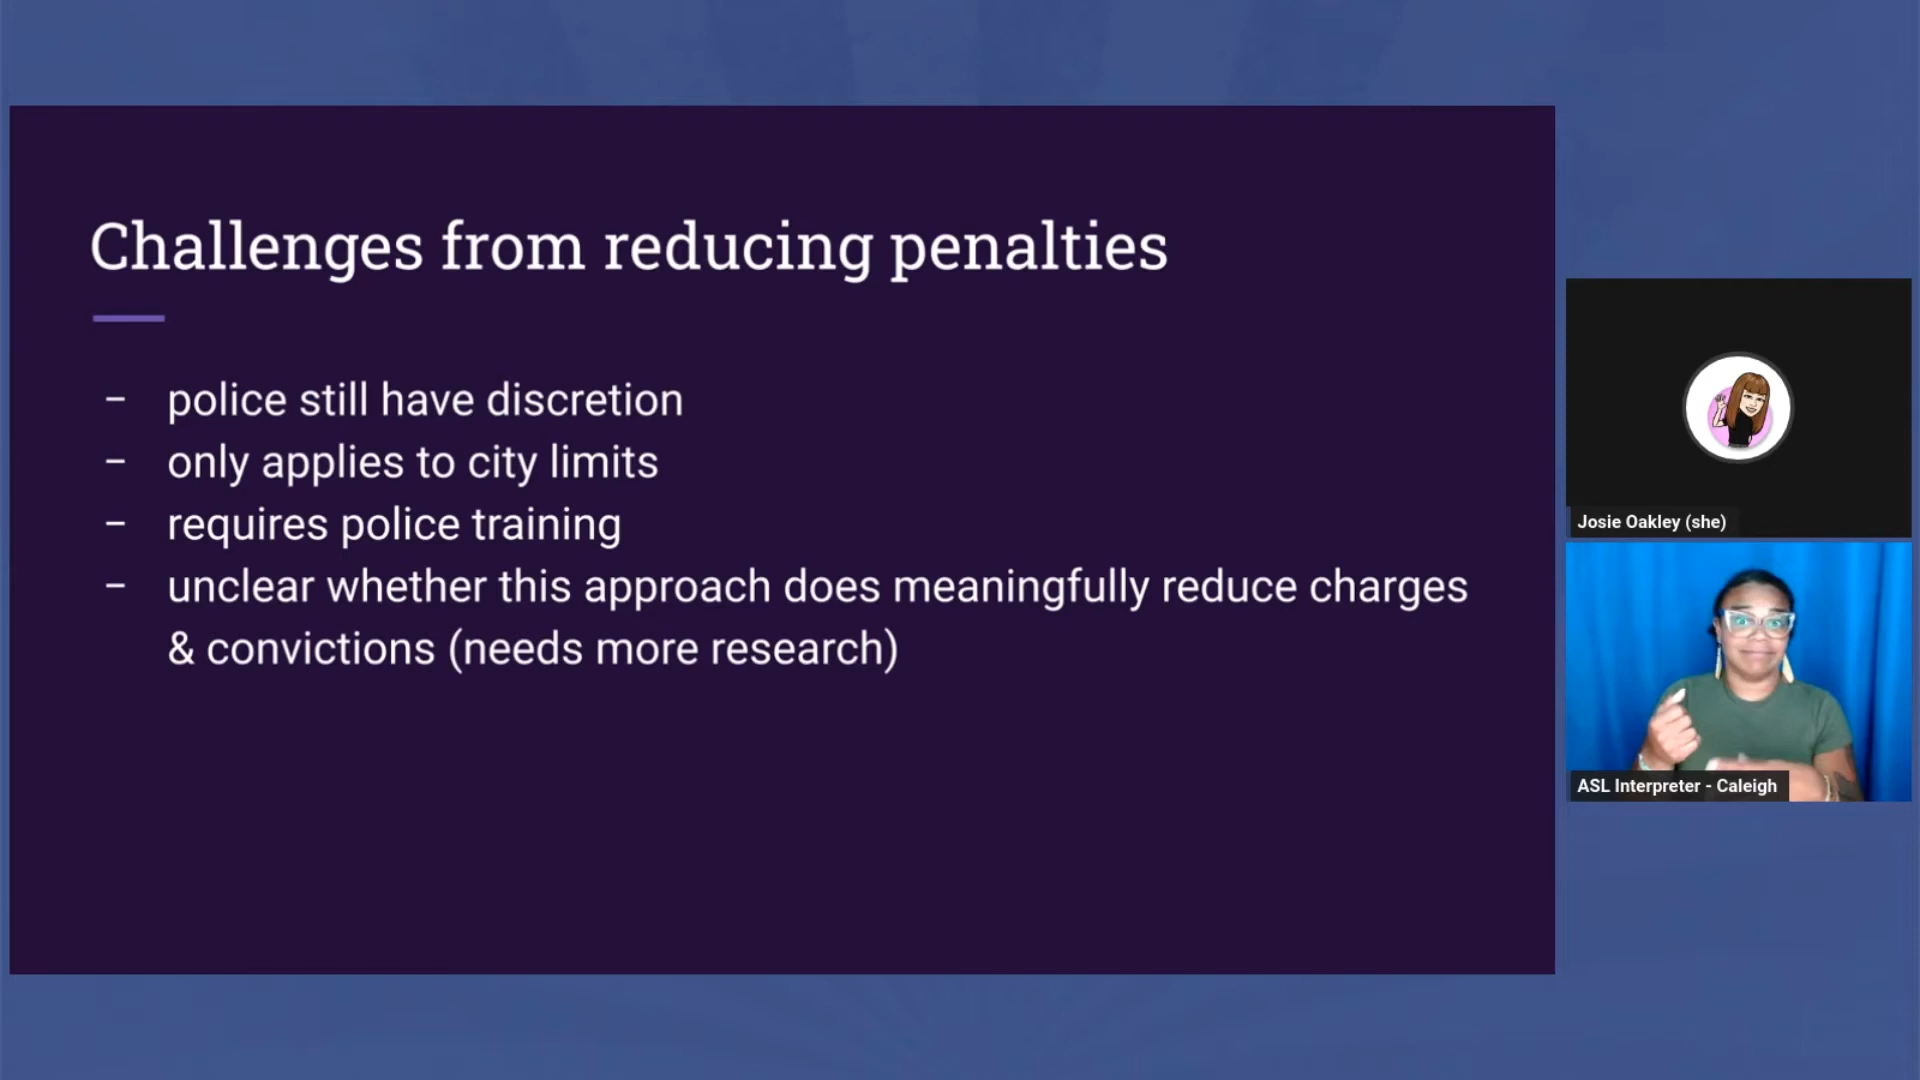 Challenges from reducing penalties
- police still have discretion
- only applies to city limits
- requires police training
- unclear whether this approach does meaningfully reduce charges
& convictions (needs more research)
Josie Oakley (she)
ASL Interpreter - Caleigh